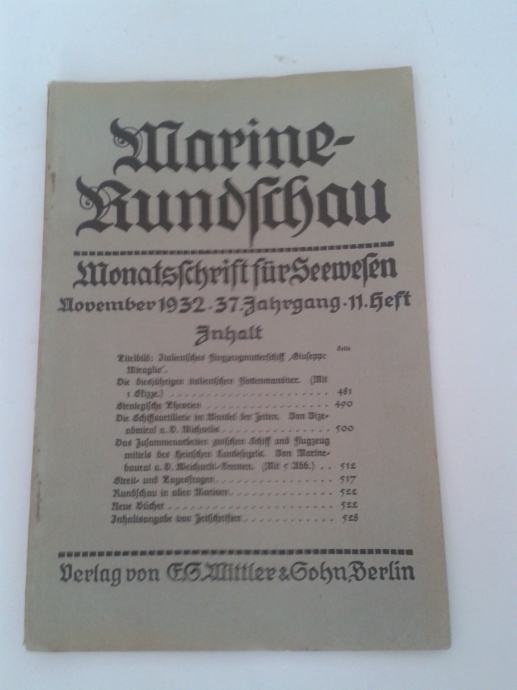 Marine-
Rundschau
Monatsschrift für Seewesen
November 1932 · 37. Jahrgang · 11. Heft
Inhalt
Seite
Titelbild: Italienisches Flugzeugmutterschiff „Giuseppe
Miraglia“.
Die diesjährigen italienischen Flottenmanöver. (Mit
1 Skizze.) 481
Strategische Theorien 490
Die Schiffsartillerie im Wandel der Zeiten. Von Vize-
admiral a. D. Michaelis 500
Das Zusammenarbeiten zwischen Schiff und Flugzeug
mittels des Heinschen Landesegels. Von Marine-
baurat a. D. Weichardt-Bremen. (Mit 5 Abb.) 512
Streit- und Tagesfragen 517
Rundschau in allen Marinen 522
Neue Bücher 522
Inhaltsangabe von Zeitschriften 528
Verlag von E.S. Mittler & Sohn, Berlin